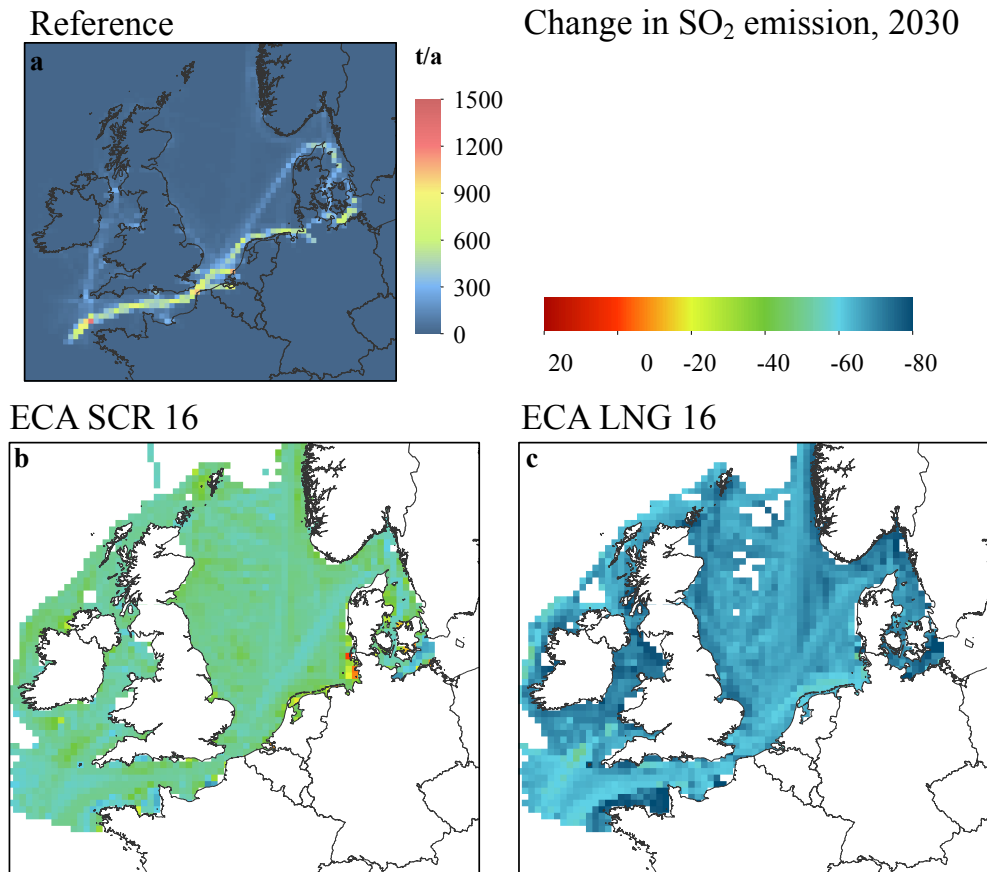 Reference
Change in SO₂ emission, 2030
a
t/a
1500
1200
900
600
300
0
20 0 -20 -40 -60 -80
ECA SCR 16
ECA LNG 16
b
c